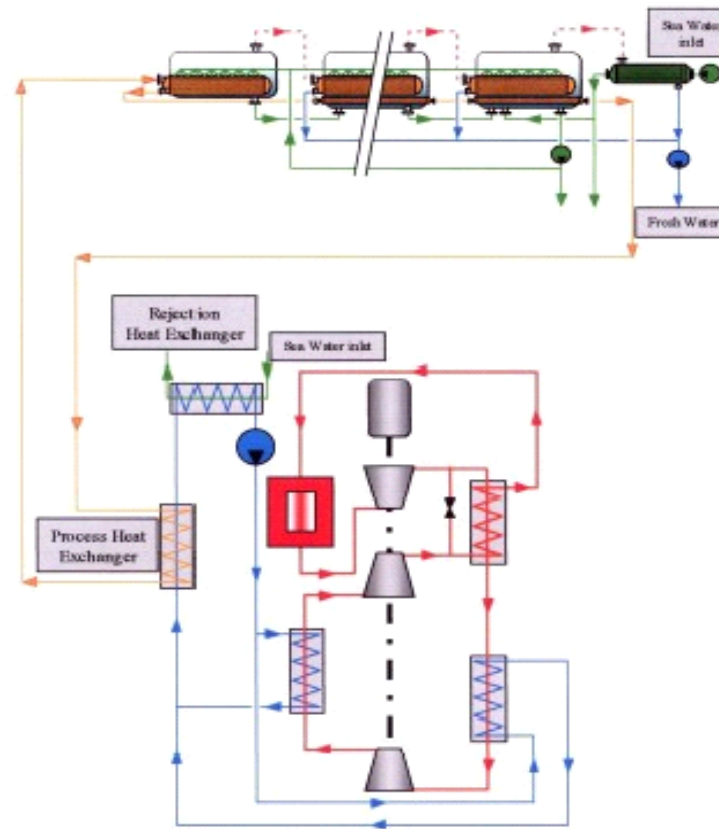 Sea Water
inlet
Fresh Water
Rejection
Heat Exchanger
Sea Water inlet
Process Heat
Exchanger